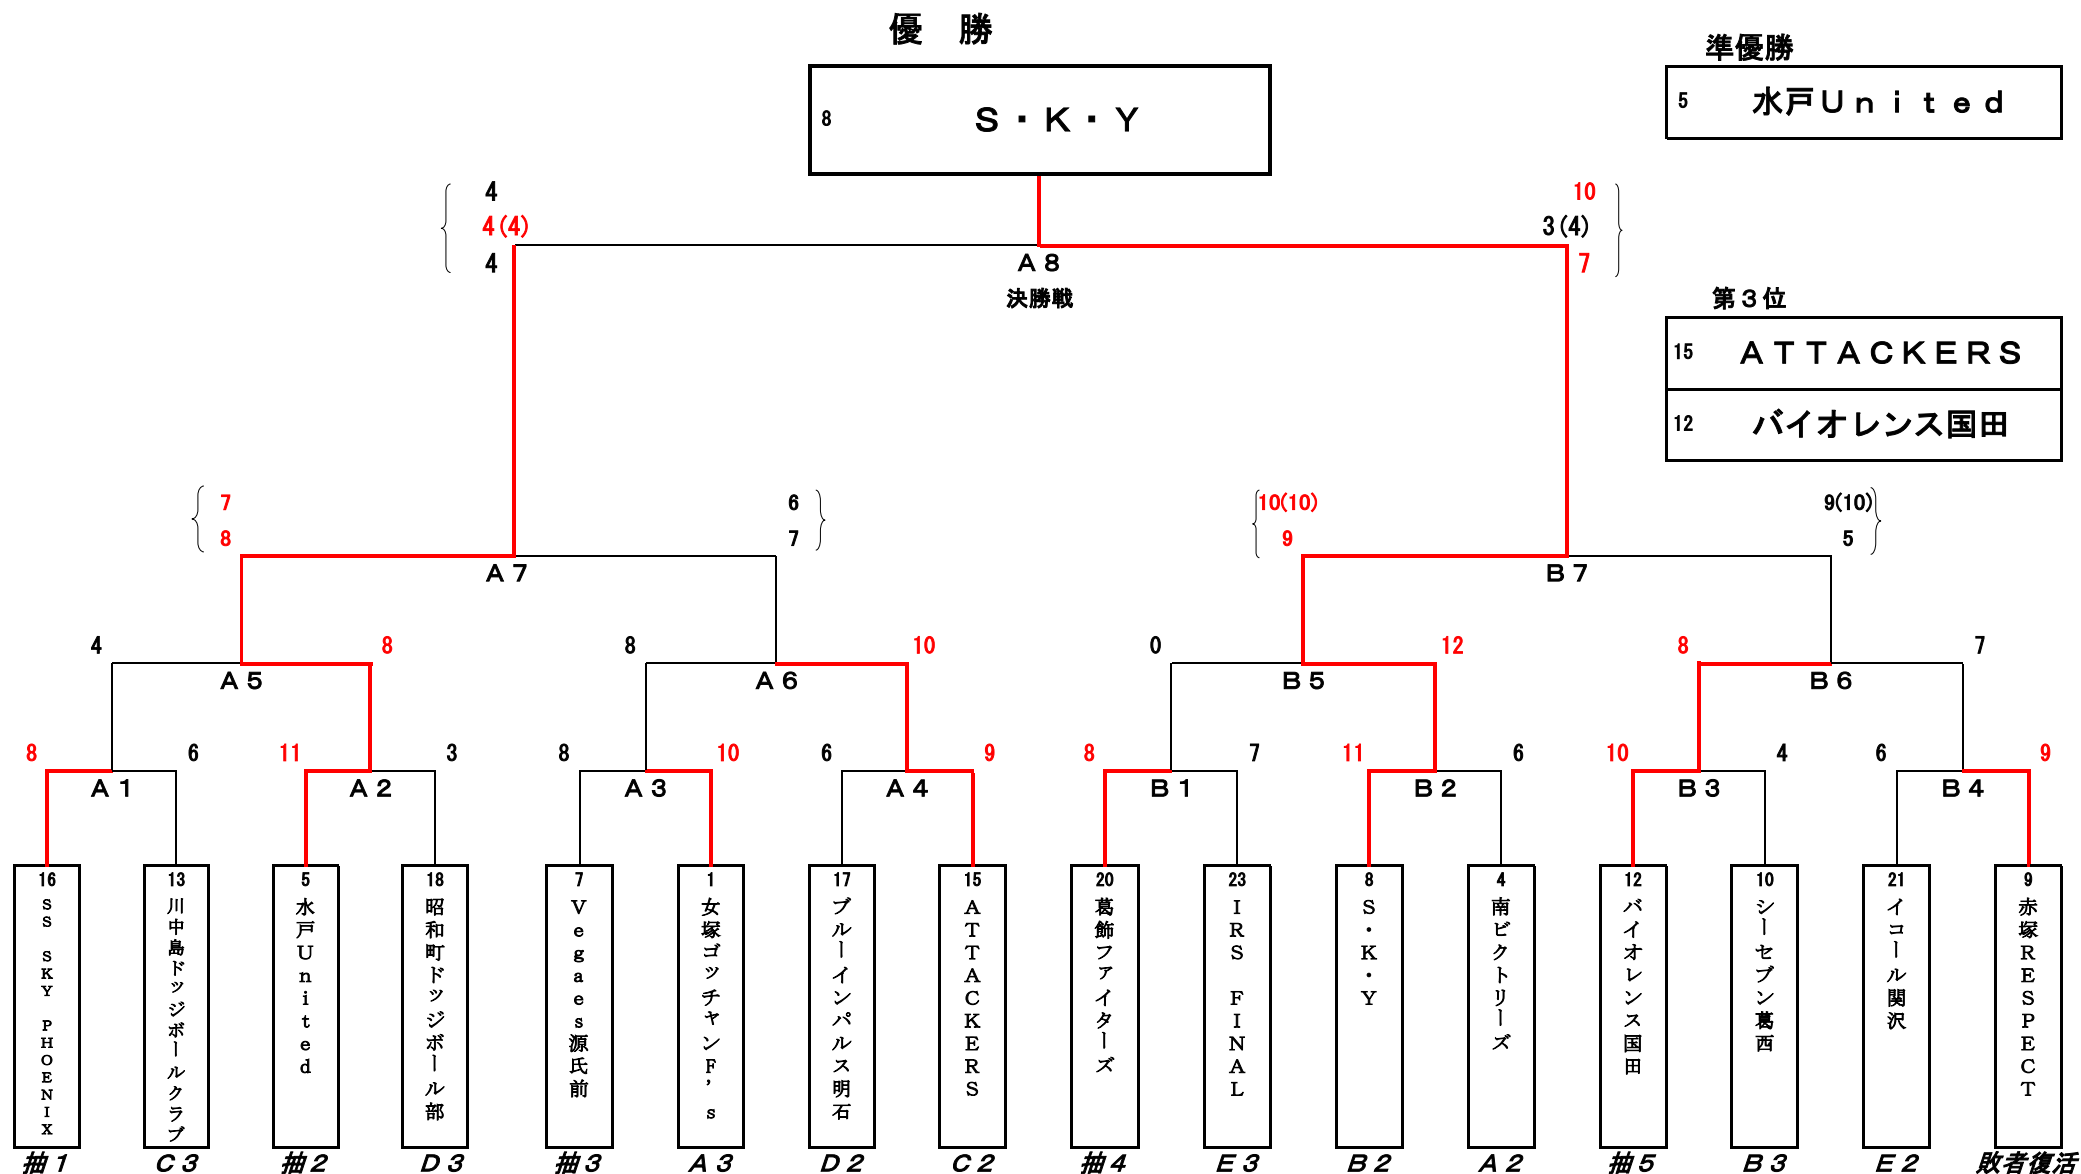 優　勝
準優勝
8 Ｓ・Ｋ・Ｙ
5 水戸Ｕｎｉｔｅｄ
4 10
4(4) 3(4)
4 7
Ａ８
決勝戦
第３位
15 ＡＴＴＡＣＫＥＲＳ
12 バイオレンス国田
7 6 10(10) 9(10)
8 7 9 5
Ａ７ Ｂ７
4 8 8 10 0 12 8 7
Ａ５ Ａ６ Ｂ５ Ｂ６
8 6 11 3 8 10 6 9 8 7 11 6 10 4 6 9
Ａ１ Ａ２ Ａ３ Ａ４ Ｂ１ Ｂ２ Ｂ３ Ｂ４
16 13 5 18 7 1 17 15 20 23 8 4 12 10 21 9
ＳＳ　ＳＫＹ　ＰＨＯＥＮＩＸ
川中島ドッジボールクラブ
水戸Ｕｎｉｔｅｄ
昭和町ドッジボール部
Ｖｅｇａｅｓ源氏前
女塚ゴッチャンＦ’ｓ
ブルーインパルス明石
ＡＴＴＡＣＫＥＲＳ
葛飾ファイターズ
ＩＲＳ　ＦＩＮＡＬ
Ｓ・Ｋ・Ｙ
南ビクトリーズ
バイオレンス国田
シーセブン葛西
イコール関沢
赤塚ＲＥＳＰＥＣＴ
抽１ Ｃ３ 抽２ Ｄ３ 抽３ Ａ３ Ｄ２ Ｃ２ 抽４ Ｅ３ Ｂ２ Ａ２ 抽５ Ｂ３ Ｅ２ 敗者復活